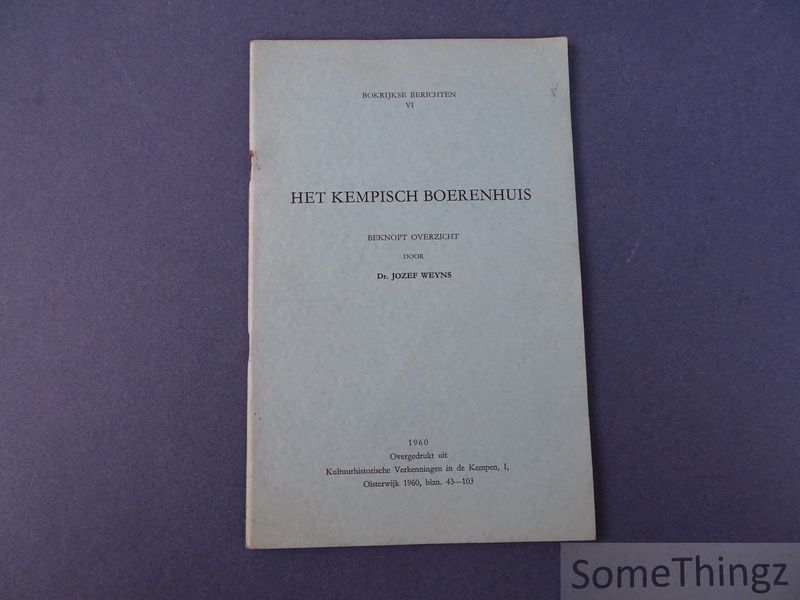 BOKRIJKSE BERICHTEN
VI
HET KEMPISCH BOERENHUIS
BEKNOPT OVERZICHT
DOOR
Dr. JOZEF WEYNS
1960
Overgedrukt uit
Kultuurhistorische Verkenningen in de Kempen, I,
Oisterwijk 1960, blzn. 43—103
SomeThingz